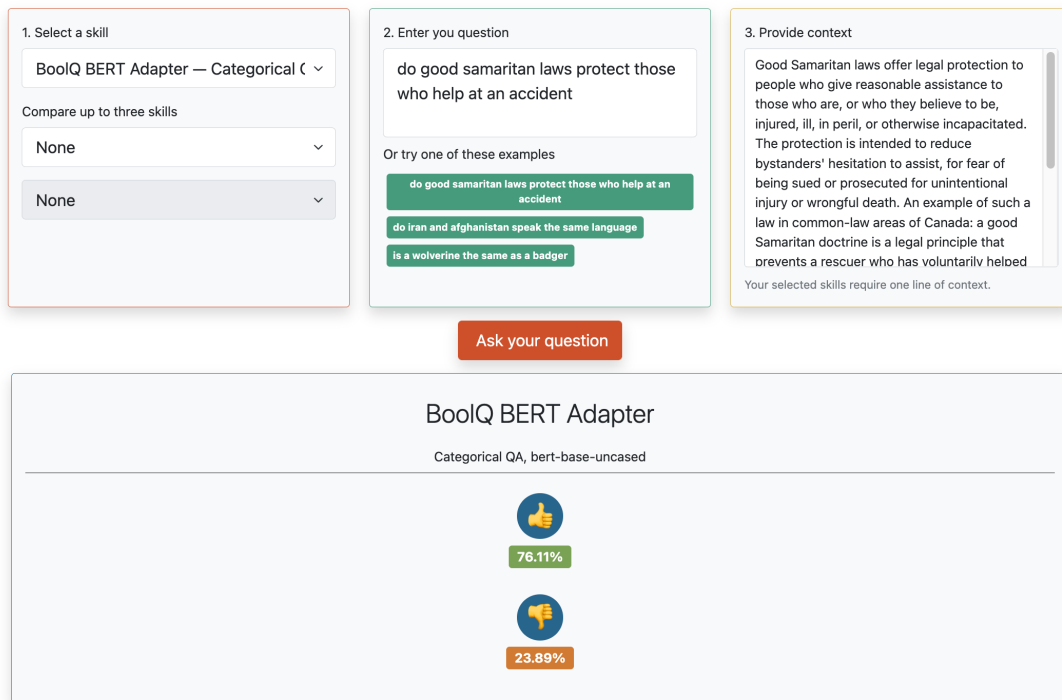 1. Select a skill
BoolQ BERT Adapter — Categorical
Compare up to three skills
None
None
2. Enter you question
do good samaritan laws protect those
who help at an accident
Or try one of these examples
do good samaritan laws protect those who help at an
accident
do iran and afghanistan speak the same language
is a wolverine the same as a badger
3. Provide context
Good Samaritan laws offer legal protection to
people who give reasonable assistance to
those who are, or who they believe to be,
injured, ill, in peril, or otherwise incapacitated.
The protection is intended to reduce
bystanders' hesitation to assist, for fear of
being sued or prosecuted for unintentional
injury or wrongful death. An example of such a
law in common-law areas of Canada: a good
Samaritan doctrine is a legal principle that
prevents a rescuer who has voluntarily helped
Your selected skills require one line of context.
Ask your question
BoolQ BERT Adapter
Categorical QA, bert-base-uncased
76.11%
23.89%